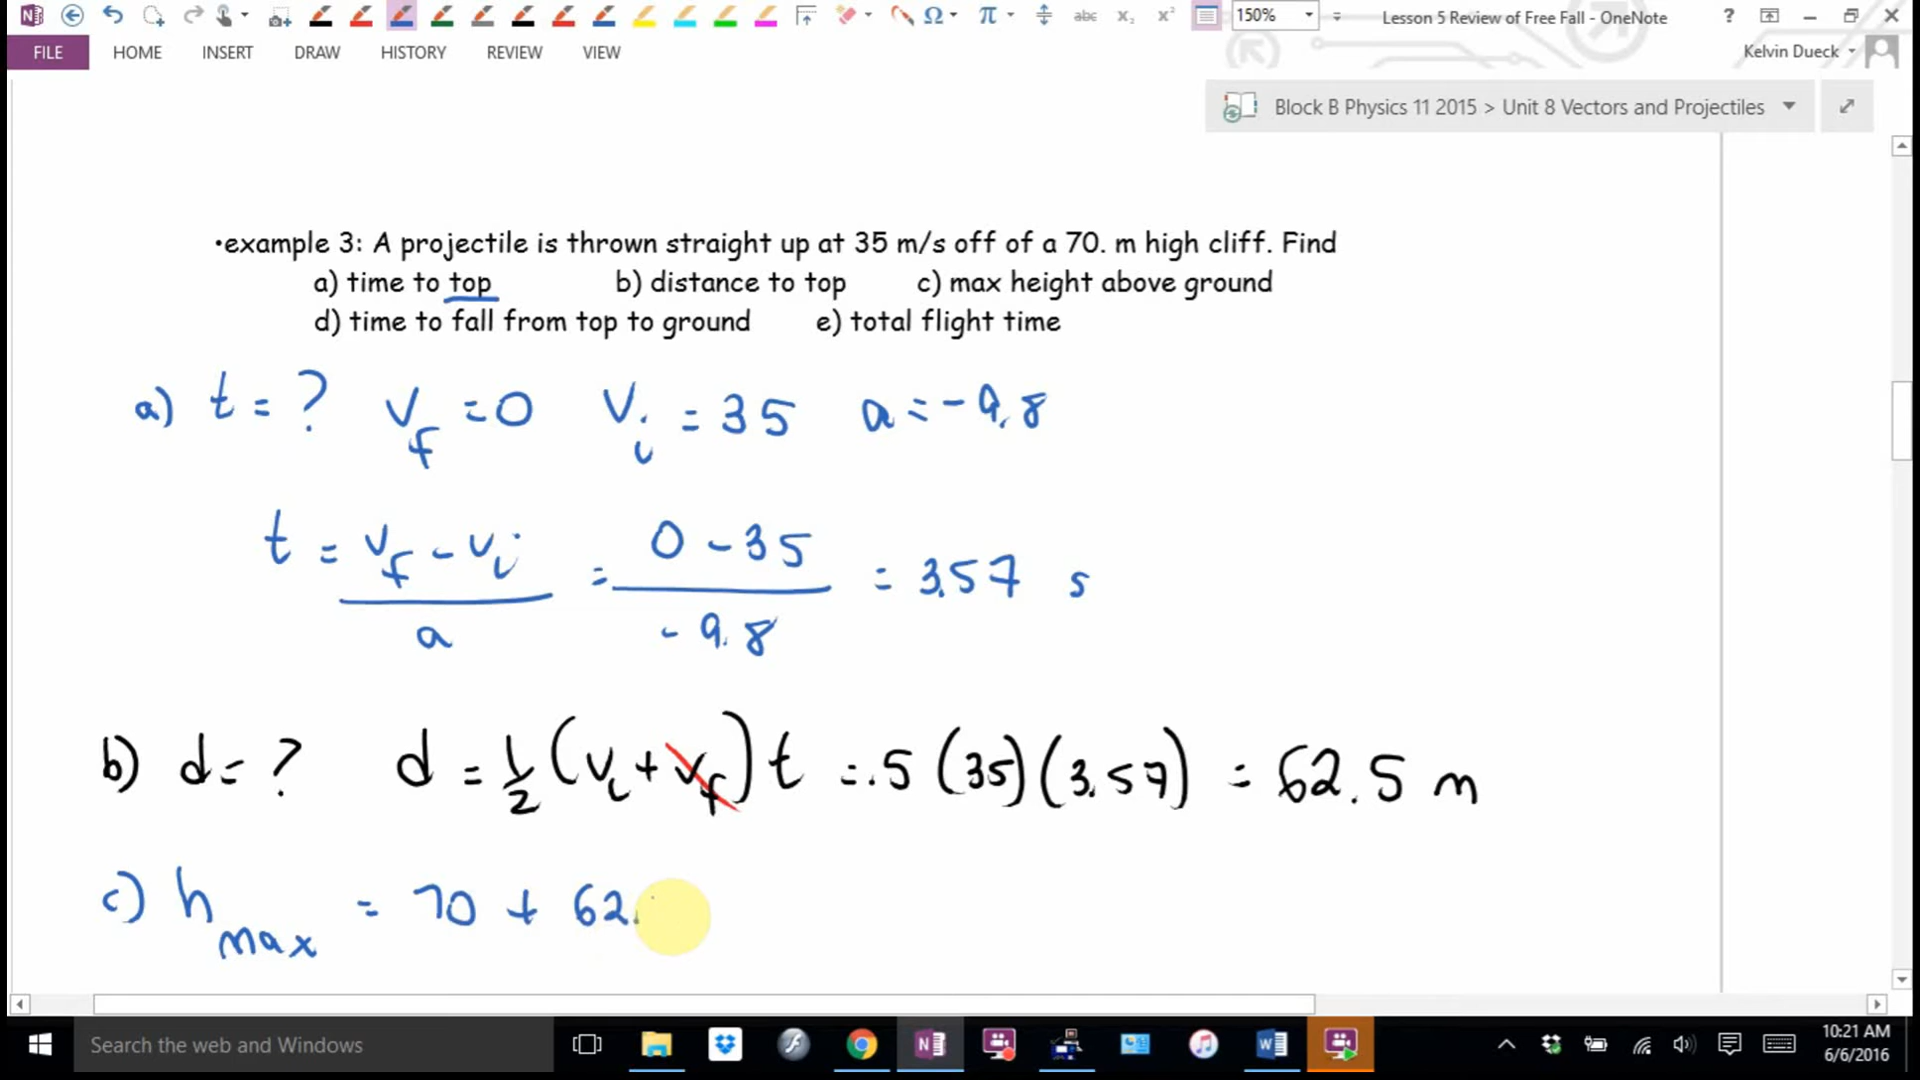 150%
Lesson 5 Review of Free Fall - OneNote
FILE HOME INSERT DRAW HISTORY REVIEW VIEW
Kelvin Dueck
Block B Physics 11 2015 > Unit 8 Vectors and Projectiles
•example 3: A projectile is thrown straight up at 35 m/s off of a 70. m high cliff. Find
a) time to top b) distance to top c) max height above ground
d) time to fall from top to ground e) total flight time
a) t = ? vf = 0 vi = 35 a = -9.8
t = vf - vi / a = 0 - 35 / -9.8 = 3.57 s
b) d = ? d = 1/2 (vi + vf) t = .5 (35) (3.57) = 62.5 m
c) h max = 70 + 62.
Search the web and Windows
10:21 AM
6/6/2016